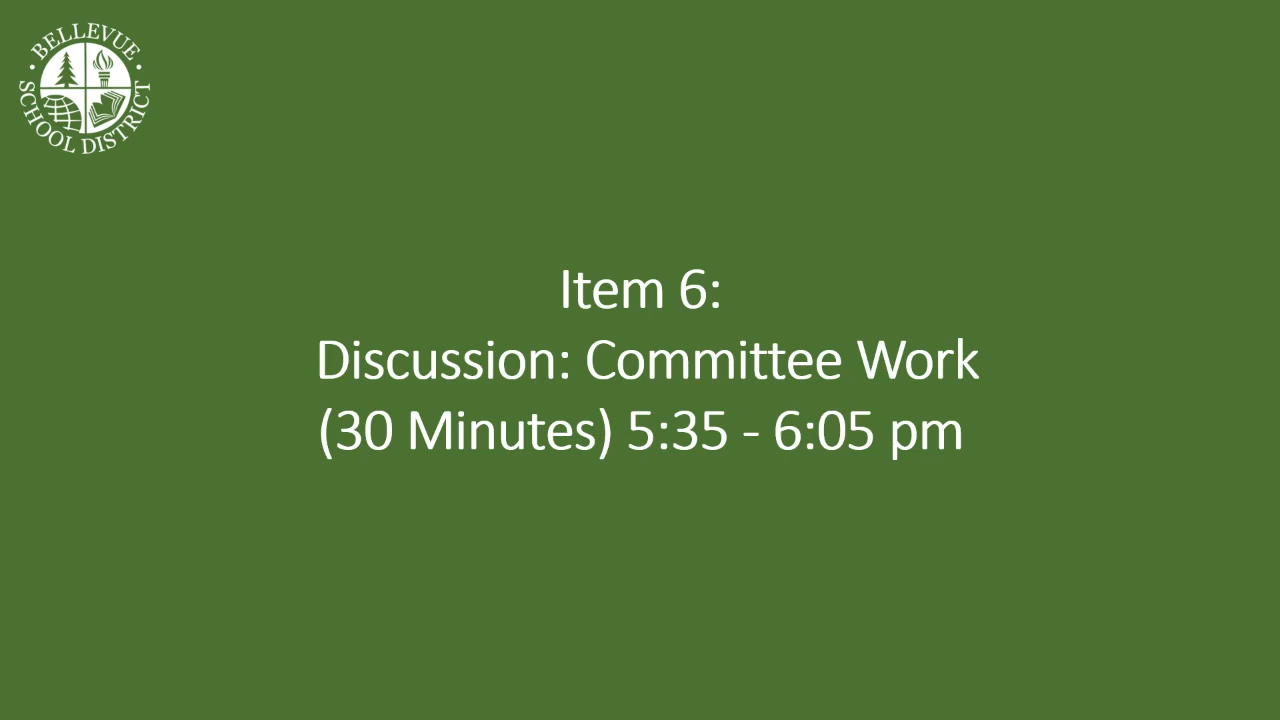 BELLEVUE
SCHOOL DISTRICT
Item 6:
Discussion: Committee Work
(30 Minutes) 5:35 - 6:05 pm